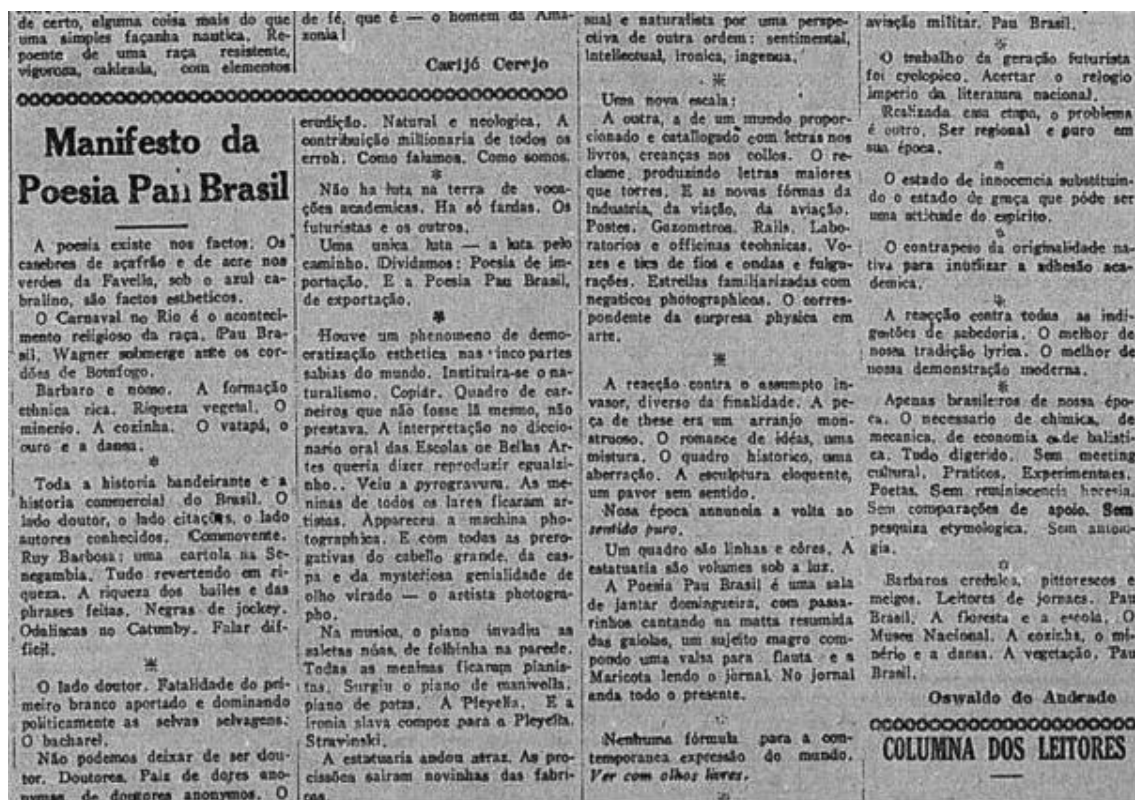 de certo, alguma coisa mais do que
uma simples façanha nautica. Re-
poente de uma raça resistente,
vigorosa, caldeada, com elementos
de fé, que é — o homem da Ama-
zonia!
Carijó Cerejo
Manifesto da
Poesia Pau Brasil
A poesia existe nos factos. Os
casebres de açafrão e de acre nos
verdes da Favella, sob o azul ca-
bralino, são factos estheticos.
O Carnaval no Rio é o aconteci-
mento religioso da raça. Pau Bra-
sil. Wagner submerge ante os cor-
dões de Botafogo.
Barbaro e nosso. A formação
ethnica rica. Riqueza vegetal. O
minerio. A cozinha. O vatapá, o
ouro e a dansa.
Toda a historia bandeirante e a
historia commercial do Brasil. O
lado doutor, o lado citações, o lado
autores conhecidos. Commovente.
Ruy Barbosa: uma cartola na Se-
negambia. Tudo revertendo em ri-
queza. A riqueza dos bailes e das
phrases feitas. Negras de jockey.
Odaliscas no Catumby. Falar dif-
ficil.
O lado doutor. Fatalidade do pri-
meiro branco aportado e dominando
politicamente as selvas selvagens.
O bacharel.
Não podemos deixar de ser dou-
tor. Doutores. Paiz de dores ano-
nymas, de doutores anonymos. O
erudição. Natural e neologica. A
contribuição millionaria de todos os
erros. Como falamos. Como somos.
Não ha luta na terra de voca-
ções academicas. Ha só fardas. Os
futuristas e os outros.
Uma unica luta — a luta pelo
caminho. Dividamos: Poesia de im-
portação. E a Poesia Pau Brasil,
de exportação.
Houve um phenomeno de demo-
cratização esthetica nas cinco partes
sabias do mundo. Instituira-se o na-
turalismo. Copiár. Quadro de car-
neiros que não fosse lã mesmo, não
prestava. A interpretação no diccio-
nario oral das Escolas de Bellas Ar-
tes queria dizer reproduzir egualsi-
nho.. Veiu a pyrogravura. As me-
ninas de todos os lares ficaram ar-
tistas. Appareceu a machina pho-
tographica. E com todas as prero-
gativas do cabello grande, da cas-
pa e da mysteriosa genialidade de
olho virado — o artista photogra-
pho.
Na musica, o piano invadiu as
saletas núas, de folhinha na parede.
Todas as meninas ficaram pianis-
tas. Surgiu o piano de manivella,
piano de patas. A Pleyella. E a
ironia slava compoz para a Pleyella.
Stravinski.
A estatuaria andou atraz. As pro-
cissões sairam novinhas das fabri-
cas.
sual e naturalista por uma perspe-
ctiva de outra ordem: sentimental,
intellectual, ironica, ingenua.
Uma nova escala:
A outra, a de um mundo propor-
cionado e catallogado com letras nos
livros, creanças nos collos. O re-
clame produzindo letras maiores
que torres. E as novas fórmas da
industria, da viação, da aviação.
Postes. Gazometros. Rails. Labo-
ratorios e officinas technicas. Vo-
zes e tics de fios e ondas e fulgu-
rações. Estrellas familiarizadas com
negaticos photographicos. O corres-
pondente da surpresa physica em
arte.
A reacção contra o assumpto in-
vasor, diverso da finalidade. A pe-
ça de these era um arranjo mon-
struoso. O romance de idéas, uma
mistura. O quadro historico, uma
aberração. A esculptura eloquente,
um pavor sem sentido.
Nosa época annuncia a volta ao
sentido puro.
Um quadro são linhas e côres. A
estatuaria são volumes sob a luz.
A Poesia Pau Brasil é uma sala
de jantar domingueira, com passa-
rinhos cantando na matta resumida
das gaiolas, um sujeito magro com-
pondo uma valsa para flauta e a
Maricota lendo o jornal. No jornal
anda todo o presente.
Nenhuma fórmula para a con-
temporanea expressão do mundo.
Ver com olhos livres.
aviação militar. Pau Brasil.
O trabalho da geração futurista
foi cyclopico. Acertar o relogio
imperio da literatura nacional.
Realizada essa etapa, o problema
é outro. Ser regional e puro em
sua época.
O estado de innocencia substituin-
do o estado de graça que póde ser
uma attitude do espirito.
O contrapeso da originalidade na-
tiva para inutilizar a adhesão aca-
demica.
A reacção contra todas as indi-
gestões de sabedoria. O melhor de
nossa tradição lyrica. O melhor de
nossa demonstração moderna.
Apenas brasileiros de nossa épo-
ca. O necessario de chimica, de
mecanica, de economia e de balisti-
ca. Tudo digerido. Sem meeting
cultural. Praticos. Experimentaes.
Poetas. Sem reminiscencis
Sem comparações de apoio. Sem
pesquiza etymologica. Sem
gia.
Barbaros credulos, pittorescos e
meigos. Leitores de jornaes. Pau
Brasil. A floresta e a escola. O
Museu Nacional. A cozinha, o mi-
nério e a dansa. A vegetação. Pau
Brasil.
Oswaldo do Andrade
COLUMNA DOS LEITORES